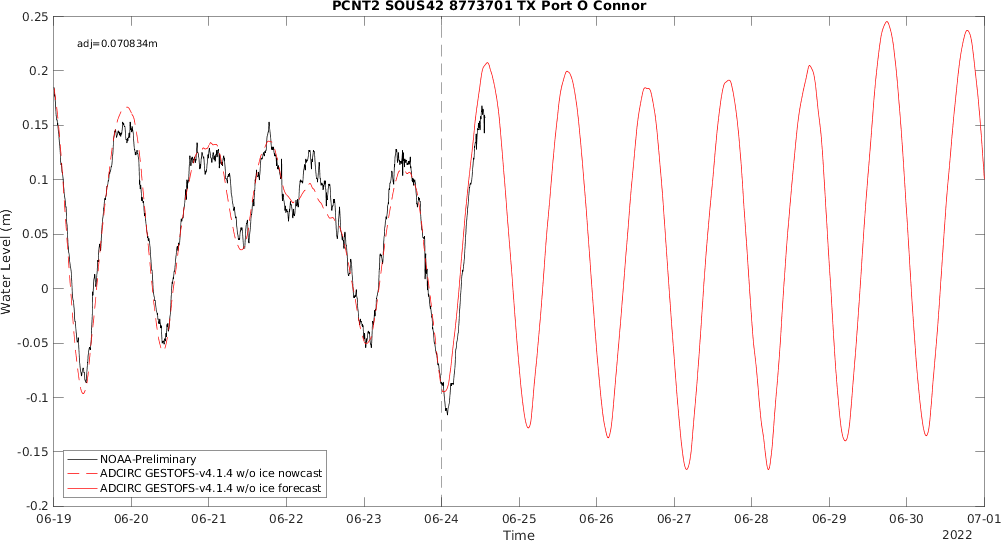 PCNT2 SOUS42 8773701 TX Port O Connor
adj=0.070834m
Water Level (m)
0.25
0.2
0.15
0.1
0.05
0
-0.05
-0.1
-0.15
-0.2
NOAA-Preliminary
ADCIRC GESTOFS-v4.1.4 w/o ice nowcast
ADCIRC GESTOFS-v4.1.4 w/o ice forecast
06-19 06-20 06-21 06-22 06-23 06-24 06-25 06-26 06-27 06-28 06-29 06-30 07-01
Time
2022